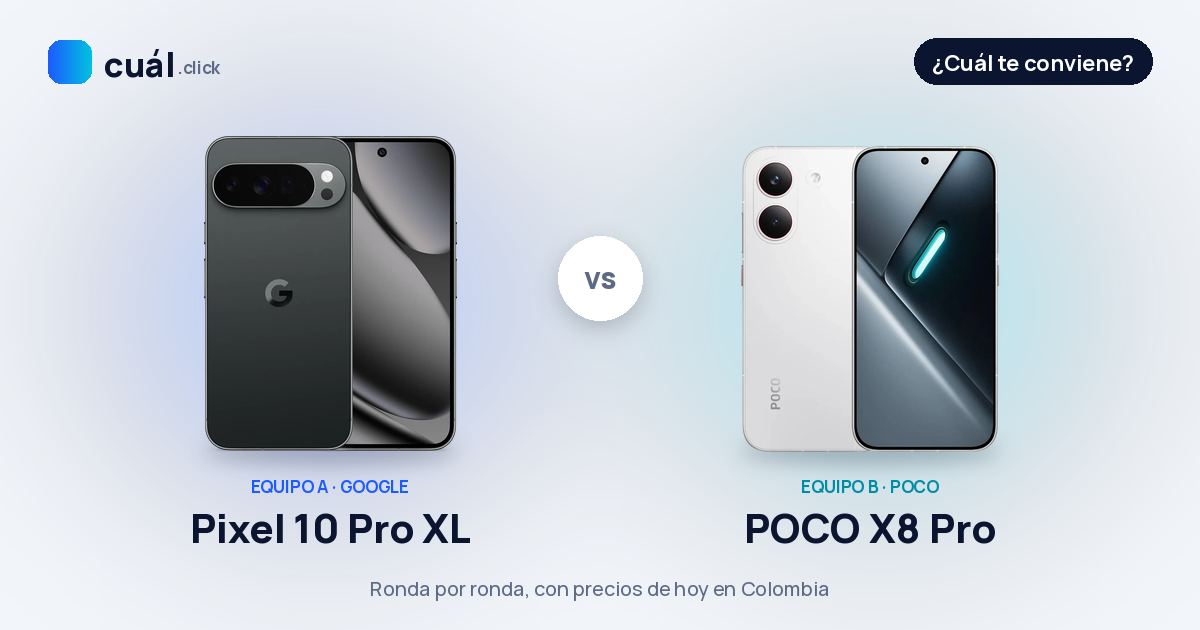 cuál.click
¿Cuál te conviene?
G
POCO
VS
EQUIPO A · GOOGLE
Pixel 10 Pro XL
EQUIPO B · POCO
POCO X8 Pro
Ronda por ronda, con precios de hoy en Colombia